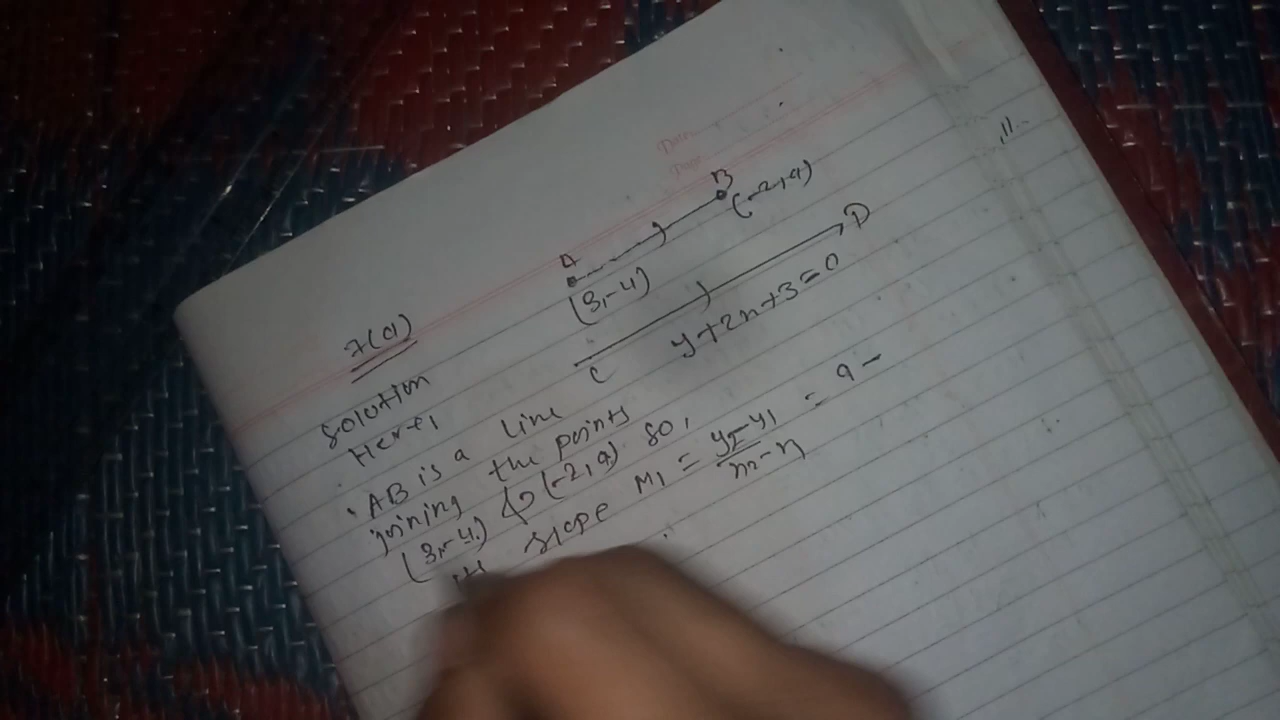 B
(-2,9)
A
(3,-4)
D
C
y+2x+3=0
7(a)
Solution
Here,
AB is a line
joining the points
(3,-4) & (-2,9) so,
slope M1 = y2-y1 = 9-
x2-x1